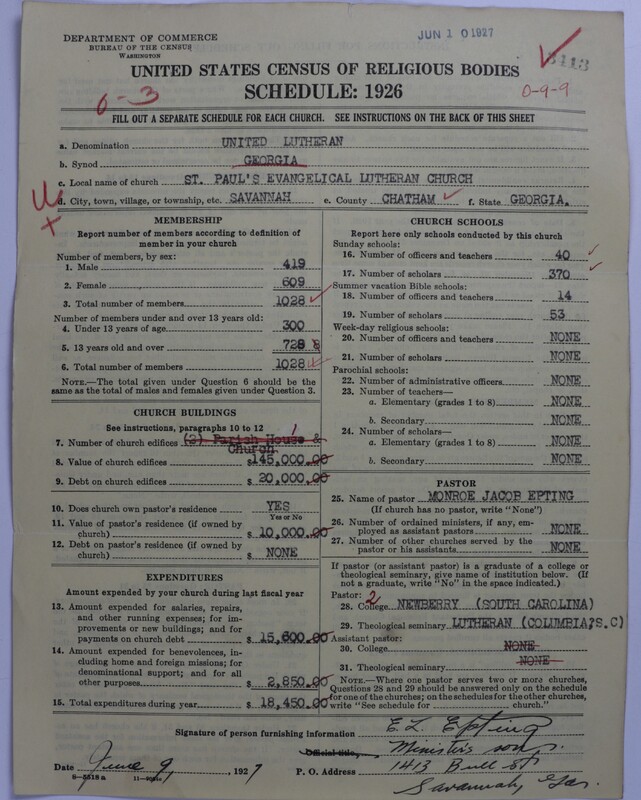 DEPARTMENT OF COMMERCE
BUREAU OF THE CENSUS
WASHINGTON
JUN 10 1927
3113
UNITED STATES CENSUS OF RELIGIOUS BODIES
SCHEDULE: 1926
0-3
0-9-9
FILL OUT A SEPARATE SCHEDULE FOR EACH CHURCH. SEE INSTRUCTIONS ON THE BACK OF THIS SHEET
a. Denomination UNITED LUTHERAN
b. Synod GEORGIA
c. Local name of church ST. PAUL'S EVANGELICAL LUTHERAN CHURCH
d. City, town, village, or township, etc. SAVANNAH e. County CHATHAM f. State GEORGIA.
MEMBERSHIP
Report number of members according to definition of
member in your church
Number of members, by sex:
1. Male 419
2. Female 609
3. Total number of members 1028
Number of members under and over 13 years old:
4. Under 13 years of age 300
5. 13 years old and over 728 8
6. Total number of members 1028
NOTE.—The total given under Question 6 should be
same as the total of males and females given under Question 3.
CHURCH BUILDINGS
See instructions, paragraphs 10 to 12
1
7. Number of church edifices (2) Parish House &
Church.
8. Value of church edifices $ 145,000.00
9. Debt on church edifices $ 20,000.00
10. Does church own pastor's residence YES
Yes or No
11. Value of pastor's residence (if owned by
church) $ 10,000.00
12. Debt on pastor's residence (if owned by
church) $ NONE
EXPENDITURES
Amount expended by your church during last fiscal year
13. Amount expended for salaries, repairs,
and other running expenses; for im-
provements or new buildings; and for
payments on church debt $ 15,600.00
14. Amount expended for benevolences, in-
cluding home and foreign missions; for
denominational support; and for all
other purposes $ 2,850.00
15. Total expenditures during year $ 18,450.00
CHURCH SCHOOLS
Report here only schools conducted by this church
Sunday schools:
16. Number of officers and teachers 40
17. Number of scholars 370
Summer vacation Bible schools:
18. Number of officers and teachers 14
19. Number of scholars 53
Week-day religious schools:
20. Number of officers and teachers NONE
21. Number of scholars NONE
Parochial schools:
22. Number of administrative officers NONE
23. Number of teachers—
a. Elementary (grades 1 to 8) NONE
b. Secondary NONE
24. Number of scholars—
a. Elementary (grades 1 to 8) NONE
b. Secondary NONE
PASTOR
25. Name of pastor MONROE JACOB EPTING
(If church has no pastor, write "None")
26. Number of ordained ministers, if any, em-
ployed as assistant pastors NONE
27. Number of other churches served by the
pastor or his assistants NONE
If pastor (or assistant pastor) is a graduate of a college or
theological seminary, give name of institution below. (If
not a graduate, write "No" in the space indicated.)
Pastor: 2
28. College NEWBERRY (SOUTH CAROLINA)
29. Theological seminary LUTHERAN (COLUMBIA,S.C)
Assistant pastor:
30. College NONE
31. Theological seminary NONE
NOTE.—Where one pastor serves two or more churches,
Questions 28 and 29 should be answered only on the schedule
for one of the churches; on the schedules for the other churches,
write "See schedule for church."
Signature of person furnishing information E. L. Epting
Official title, Minister's son.
Date June 9, 1927 P. O. Address 1413 Bull St
8—5518a Savannah, Ga.